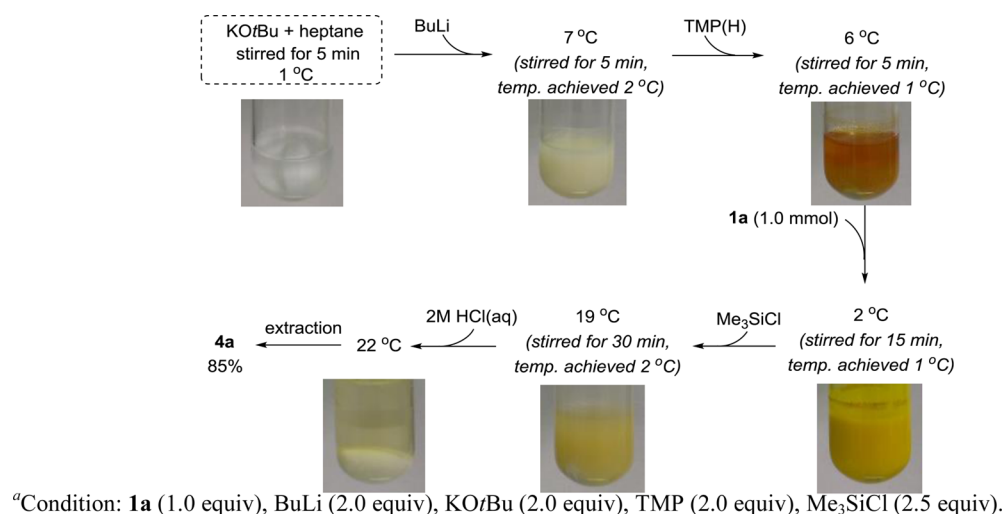 KOtBu + heptane
stirred for 5 min
1 °C
BuLi
7 °C
(stirred for 5 min,
temp. achieved 2 °C)
TMP(H)
6 °C
(stirred for 5 min,
temp. achieved 1 °C)
1a (1.0 mmol)
2 °C
(stirred for 15 min,
temp. achieved 1 °C)
Me3SiCl
19 °C
(stirred for 30 min,
temp. achieved 2 °C)
2M HCl(aq)
22 °C
extraction
4a
85%
aCondition: 1a (1.0 equiv), BuLi (2.0 equiv), KOtBu (2.0 equiv), TMP (2.0 equiv), Me3SiCl (2.5 equiv).